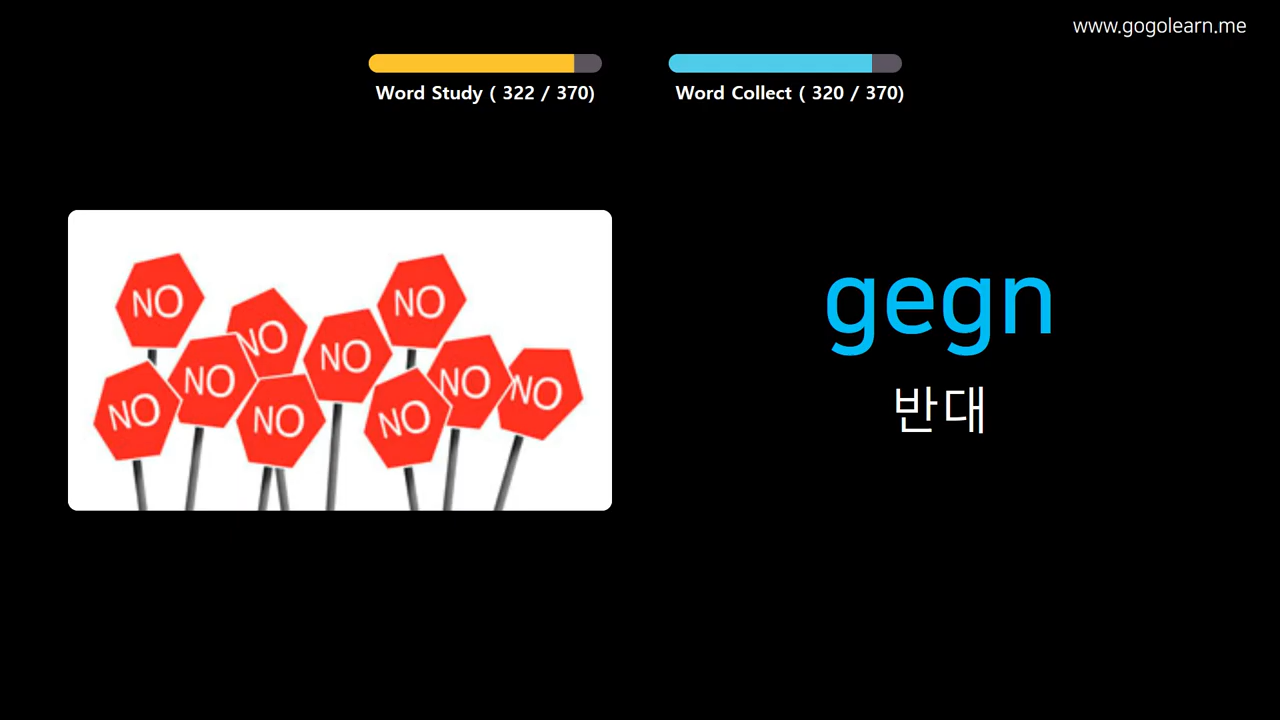 www.gogolearn.me
Word Study ( 322 / 370)
Word Collect ( 320 / 370)
NO
NO
NO
NO
NO
NO
NO
NO
NO
NO
gegn
반대